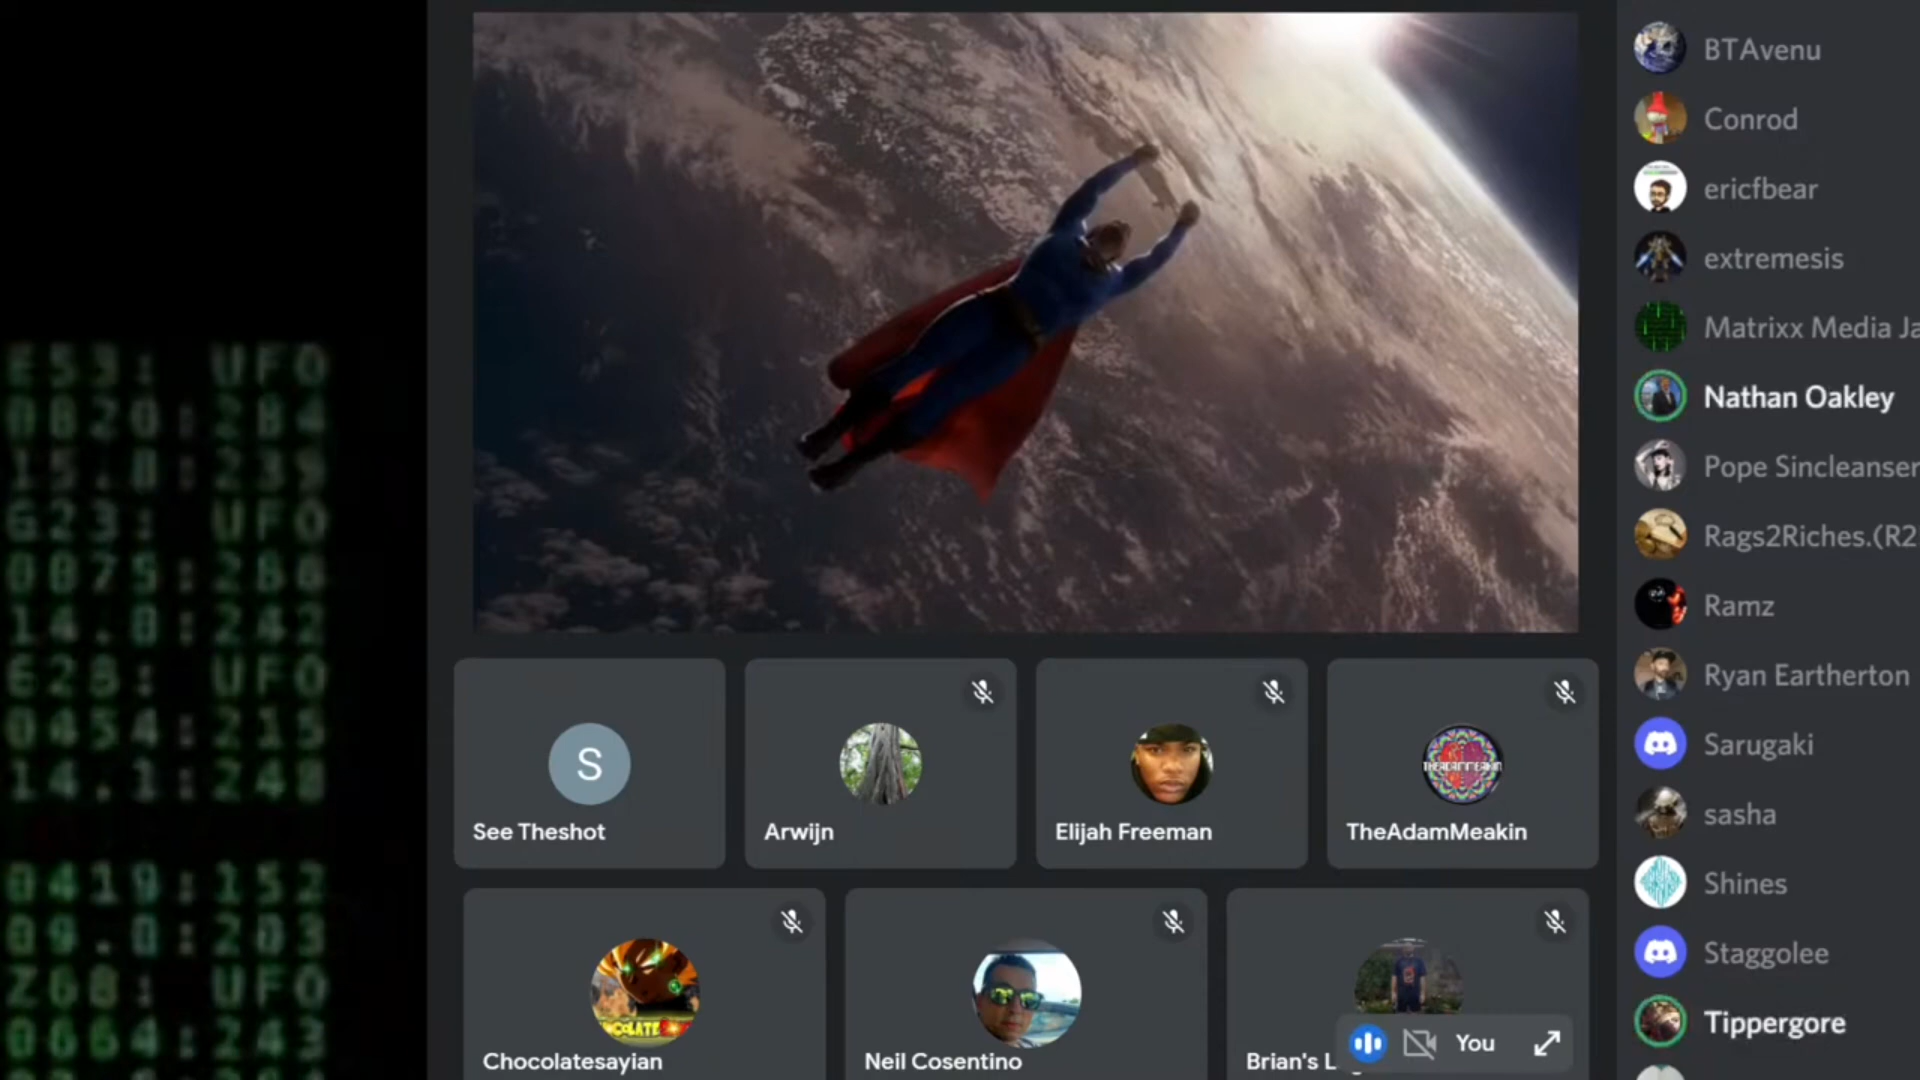 E53: UFO
0820:284
15.8:239
G23: UFO
0875:286
14.0:242
E28: UFO
0454:215
14.1:248
0419:152
09.0:203
Z68: UFO
0664:243
S
See Theshot
Arwijn
Elijah Freeman
THEADAMMEAKIN
TheAdamMeakin
Chocolatesayian
Neil Cosentino
Brian's L
You
BTAvenu
Conrod
ericfbear
extremesis
Matrixx Media Ja
Nathan Oakley
Pope Sincleanser
Rags2Riches.(R2
Ramz
Ryan Eartherton
Sarugaki
sasha
Shines
Staggolee
Tippergore